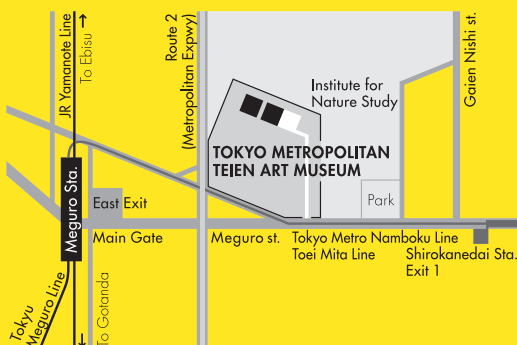 JR Yamanote Line
To Ebisu
Route 2
(Metropolitan Expwy)
Gaien Nishi st.
Institute for
Nature Study
TOKYO METROPOLITAN
TEIEN ART MUSEUM
Meguro Sta.
East Exit
Park
Main Gate
Meguro st.
Tokyo Metro Namboku Line
Toei Mita Line
Shirokanedai Sta.
Exit 1
Tokyu
Meguro Line
To Gotanda